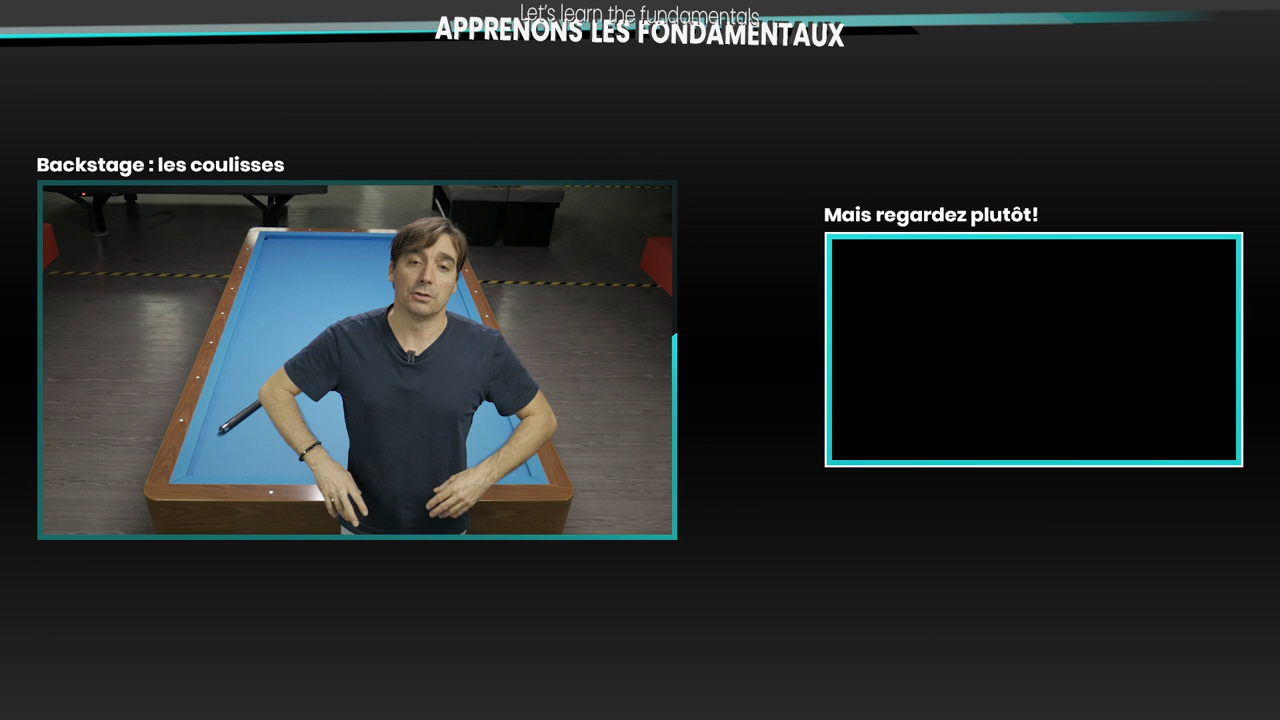 Let's learn the fundamentals
APPRENONS LES FONDAMENTAUX
Backstage : les coulisses
Mais regardez plutôt!